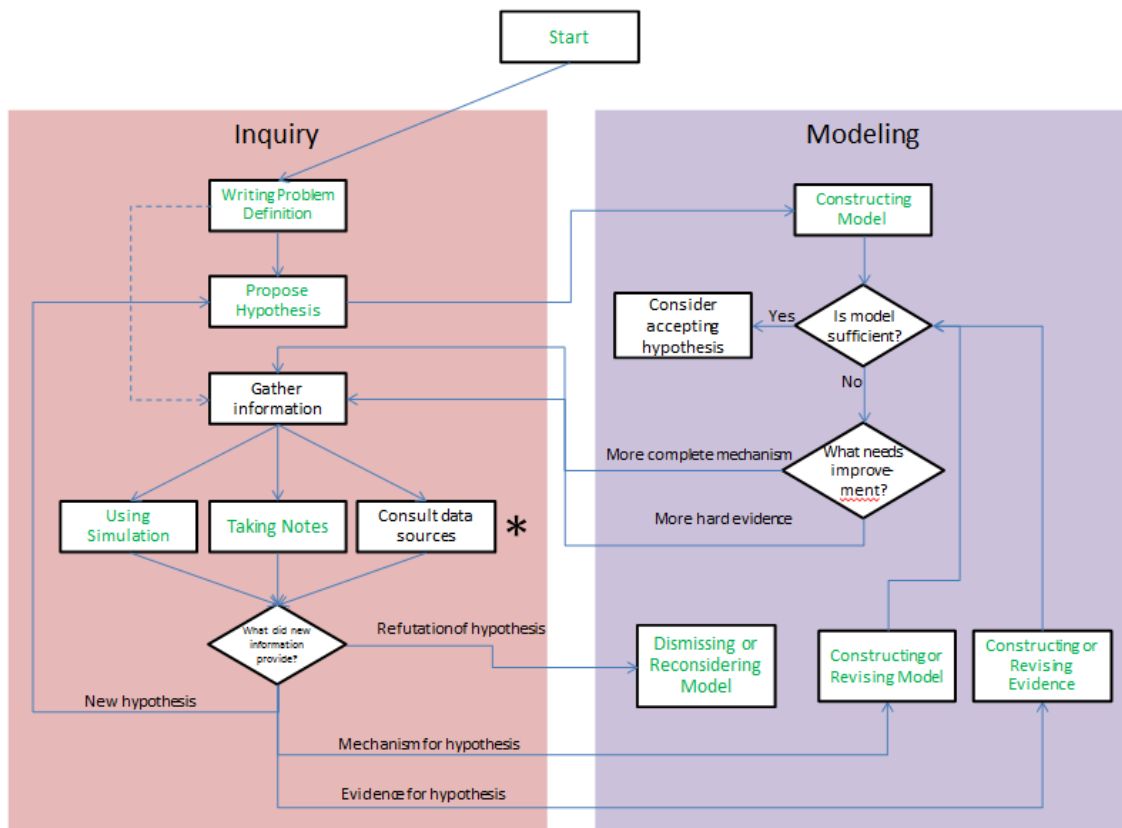 Start
Inquiry
Writing Problem
Definition
Propose
Hypothesis
Gather
information
Using
Simulation
Taking Notes
Consult data
sources
*
What did new
information
provide?
Refutation of hypothesis
New hypothesis
Mechanism for hypothesis
Evidence for hypothesis
Modeling
Constructing
Model
Is model
sufficient?
Yes
Consider
accepting
hypothesis
No
What needs
improve-
ment?
More complete mechanism
More hard evidence
Dismissing or
Reconsidering
Model
Constructing or
Revising Model
Constructing or
Revising
Evidence